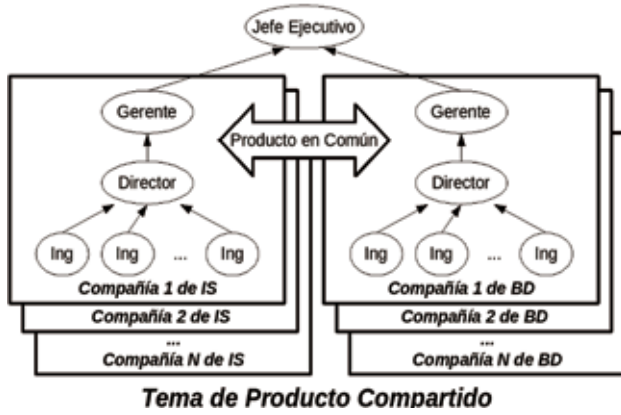 Jefe Ejecutivo
Gerente
Gerente
Producto en Común
Director
Director
Ing Ing ... Ing
Ing Ing ... Ing
Compañía 1 de IS
Compañía 1 de BD
Compañía 2 de IS
Compañía 2 de BD
...
...
Compañía N de IS
Compañía N de BD
Tema de Producto Compartido